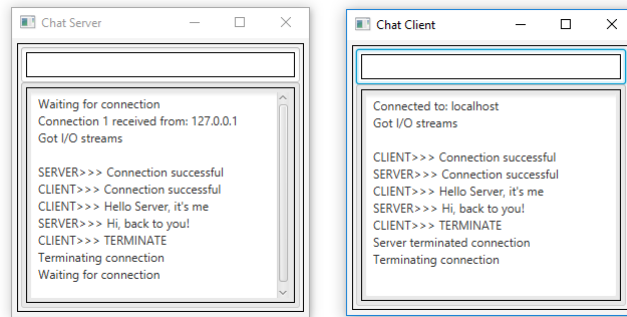 Chat Server
Waiting for connection
Connection 1 received from: 127.0.0.1
Got I/O streams
SERVER>>> Connection successful
CLIENT>>> Connection successful
CLIENT>>> Hello Server, it's me
SERVER>>> Hi, back to you!
CLIENT>>> TERMINATE
Terminating connection
Waiting for connection
Chat Client
Connected to: localhost
Got I/O streams
CLIENT>>> Connection successful
SERVER>>> Connection successful
CLIENT>>> Hello Server, it's me
SERVER>>> Hi, back to you!
CLIENT>>> TERMINATE
Server terminated connection
Terminating connection